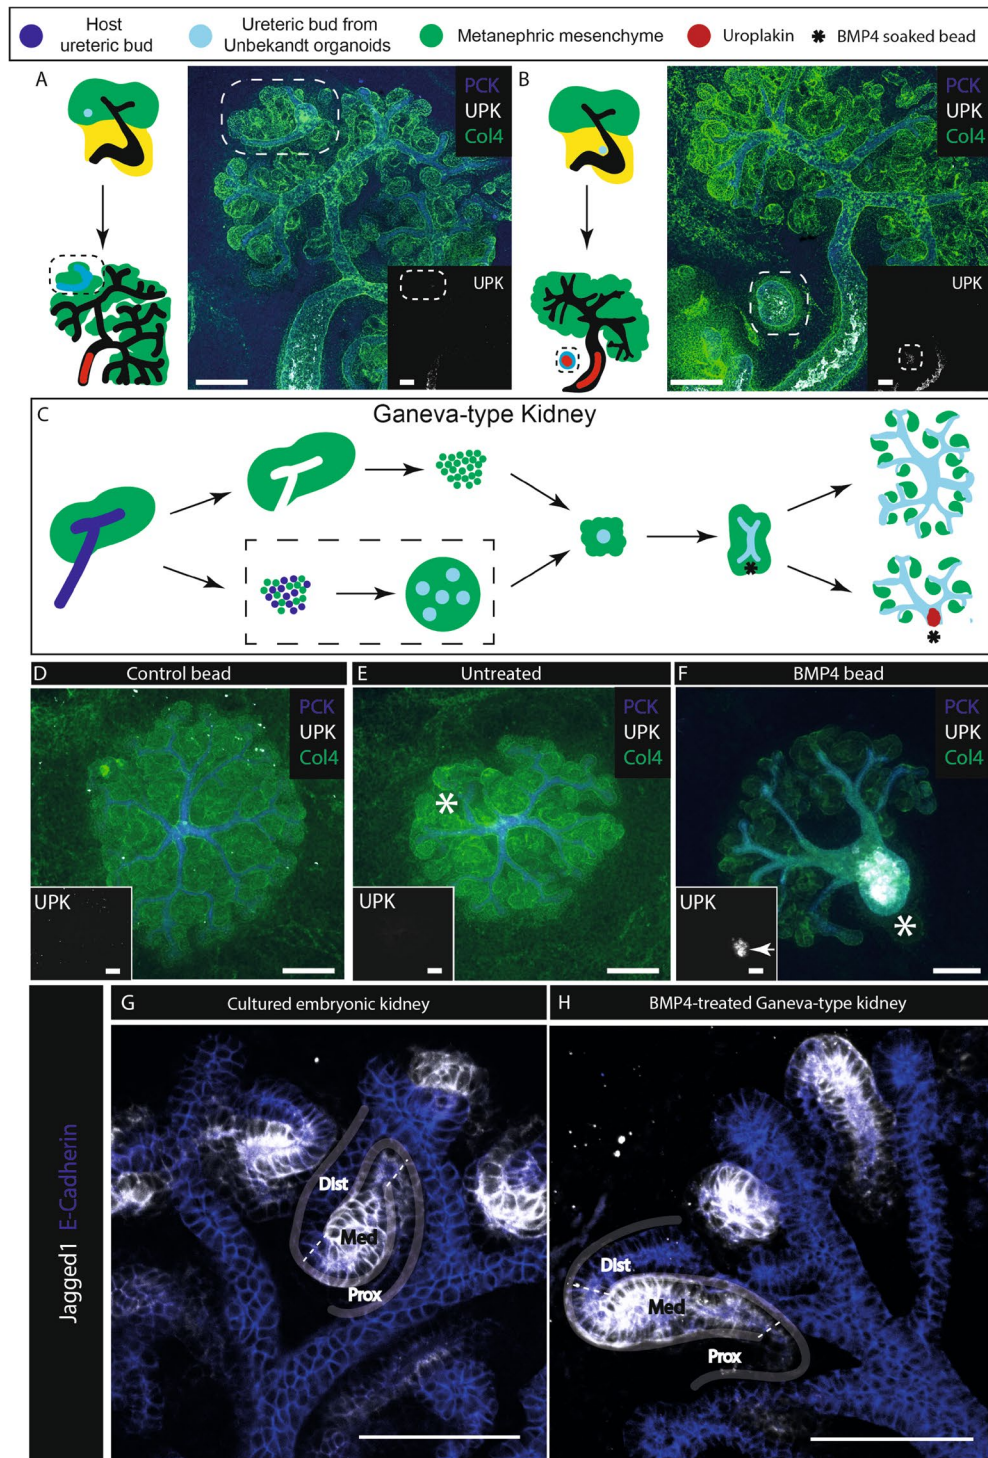 Host
ureteric bud
Ureteric bud from
Unbekandt organoids
Metanephric mesenchyme
Uroplakin
* BMP4 soaked bead
A
PCK
UPK
Col4
UPK
B
PCK
UPK
Col4
UPK
C
Ganeva-type Kidney
*
*
D
Control bead
PCK
UPK
Col4
UPK
E
Untreated
PCK
UPK
Col4
*
UPK
F
BMP4 bead
PCK
UPK
Col4
UPK
*
Jagged1 E-Cadherin
G
Cultured embryonic kidney
Dist
Med
Prox
H
BMP4-treated Ganeva-type kidney
Dist
Med
Prox